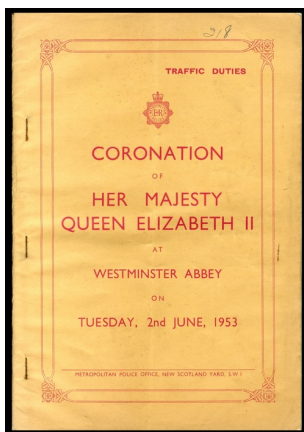 218
TRAFFIC DUTIES
CORONATION
OF
HER MAJESTY
QUEEN ELIZABETH II
AT
WESTMINSTER ABBEY
ON
TUESDAY, 2nd JUNE, 1953
METROPOLITAN POLICE OFFICE, NEW SCOTLAND YARD, S.W.1